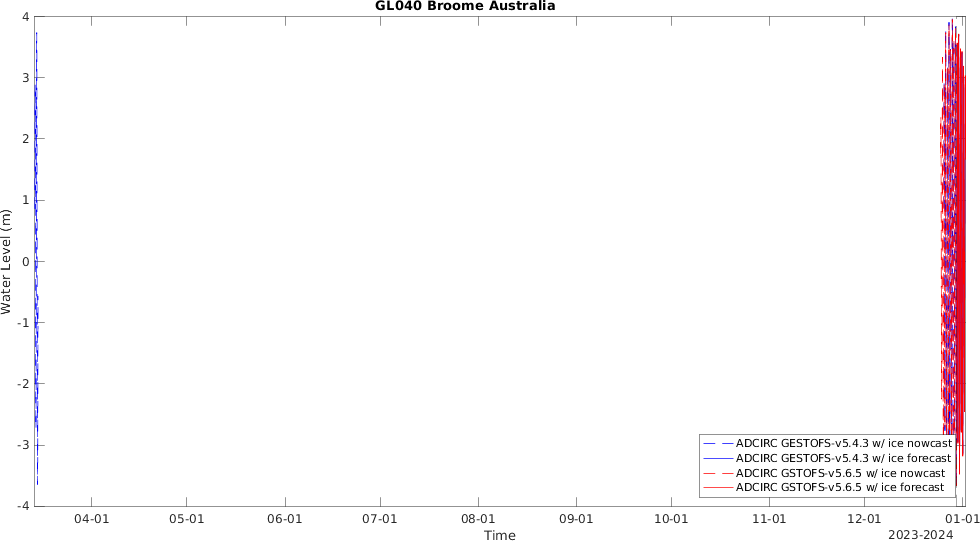 GL040 Broome Australia
4
3
2
1
0
-1
-2
-3
-4
Water Level (m)
ADCIRC GESTOFS-v5.4.3 w/ ice nowcast
ADCIRC GESTOFS-v5.4.3 w/ ice forecast
ADCIRC GSTOFS-v5.6.5 w/ ice nowcast
ADCIRC GSTOFS-v5.6.5 w/ ice forecast
04-01 05-01 06-01 07-01 08-01 09-01 10-01 11-01 12-01 01-01
Time
2023-2024